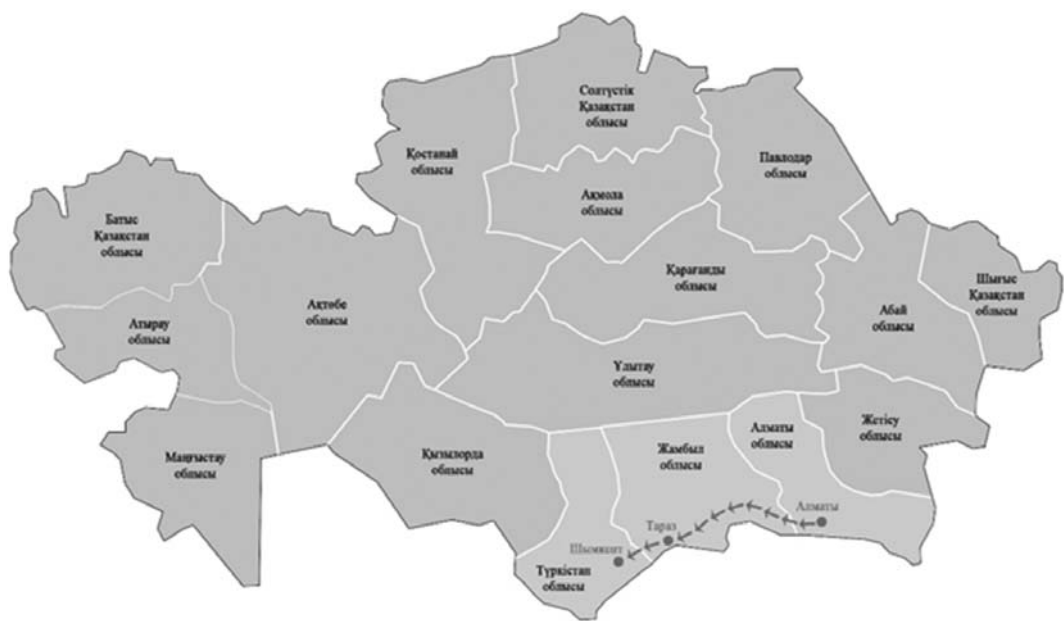 Солтүстік
Қазақстан
облысы
Қостанай
облысы
Павлодар
облысы
Ақмола
облысы
Батыс
Қазақстан
облысы
Қарағанды
облысы
Шығыс
Қазақстан
облысы
Ақтөбе
облысы
Абай
облысы
Атырау
облысы
Ұлытау
облысы
Алматы
облысы
Жетісу
облысы
Жамбыл
облысы
Қызылорда
облысы
Маңғыстау
облысы
Алматы
Тараз
Шымкент
Түркістан
облысы